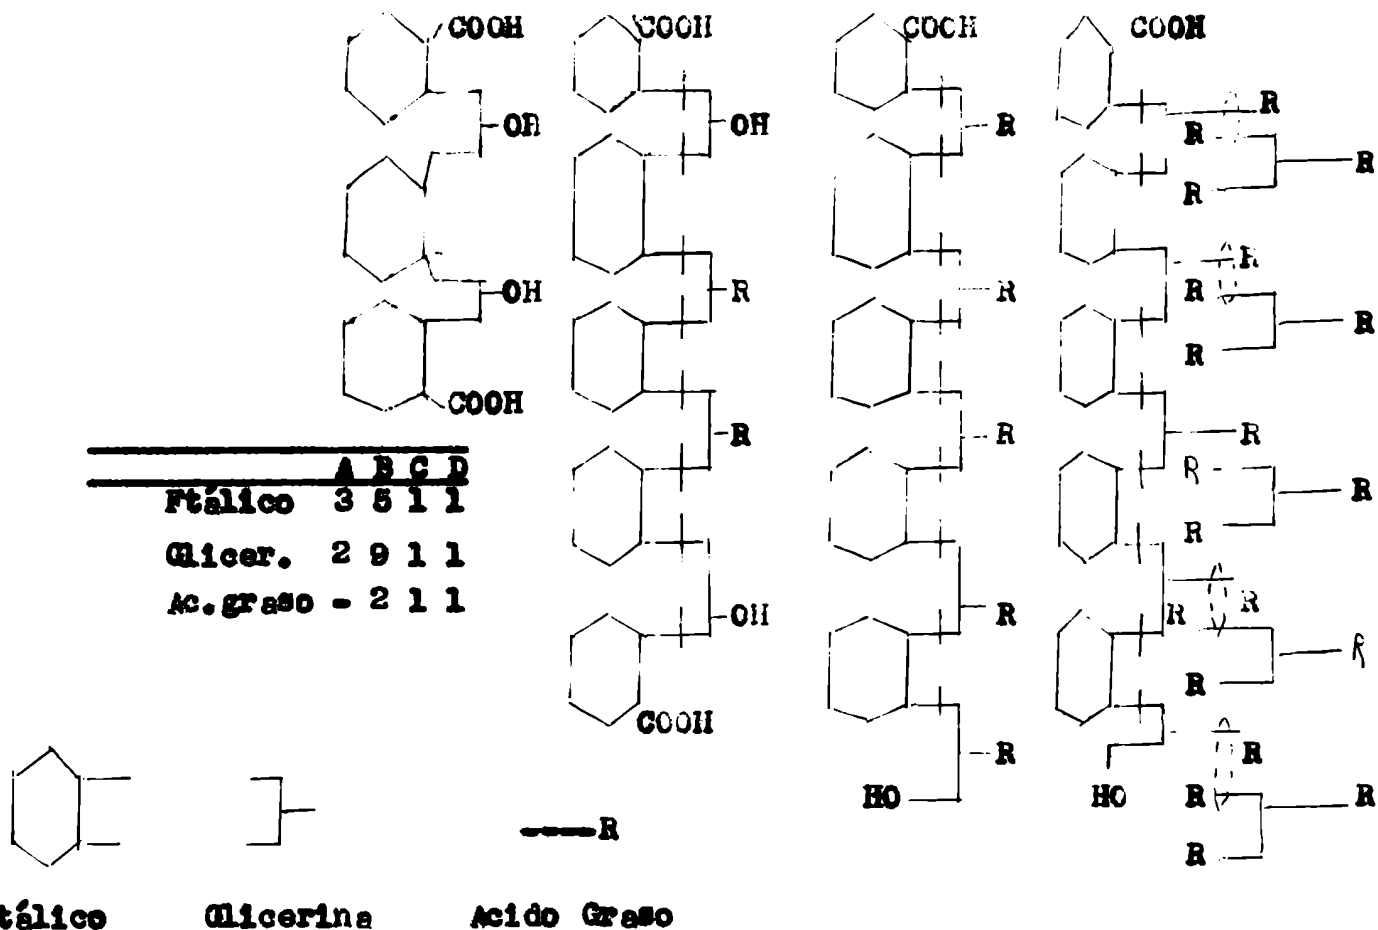 COOH COOH COOH COOH
OH OH R R
R R
R
OH R R R
R R
R
COOH R R R
R R
R
A B C D
Ftálico 3 5 1 1
Glicer. 2 9 1 1
Ac.graso - 2 1 1
OH R R R
R
R
COOH
R R
HO HO R R
R
R
tálico Glicerina Acido Graso